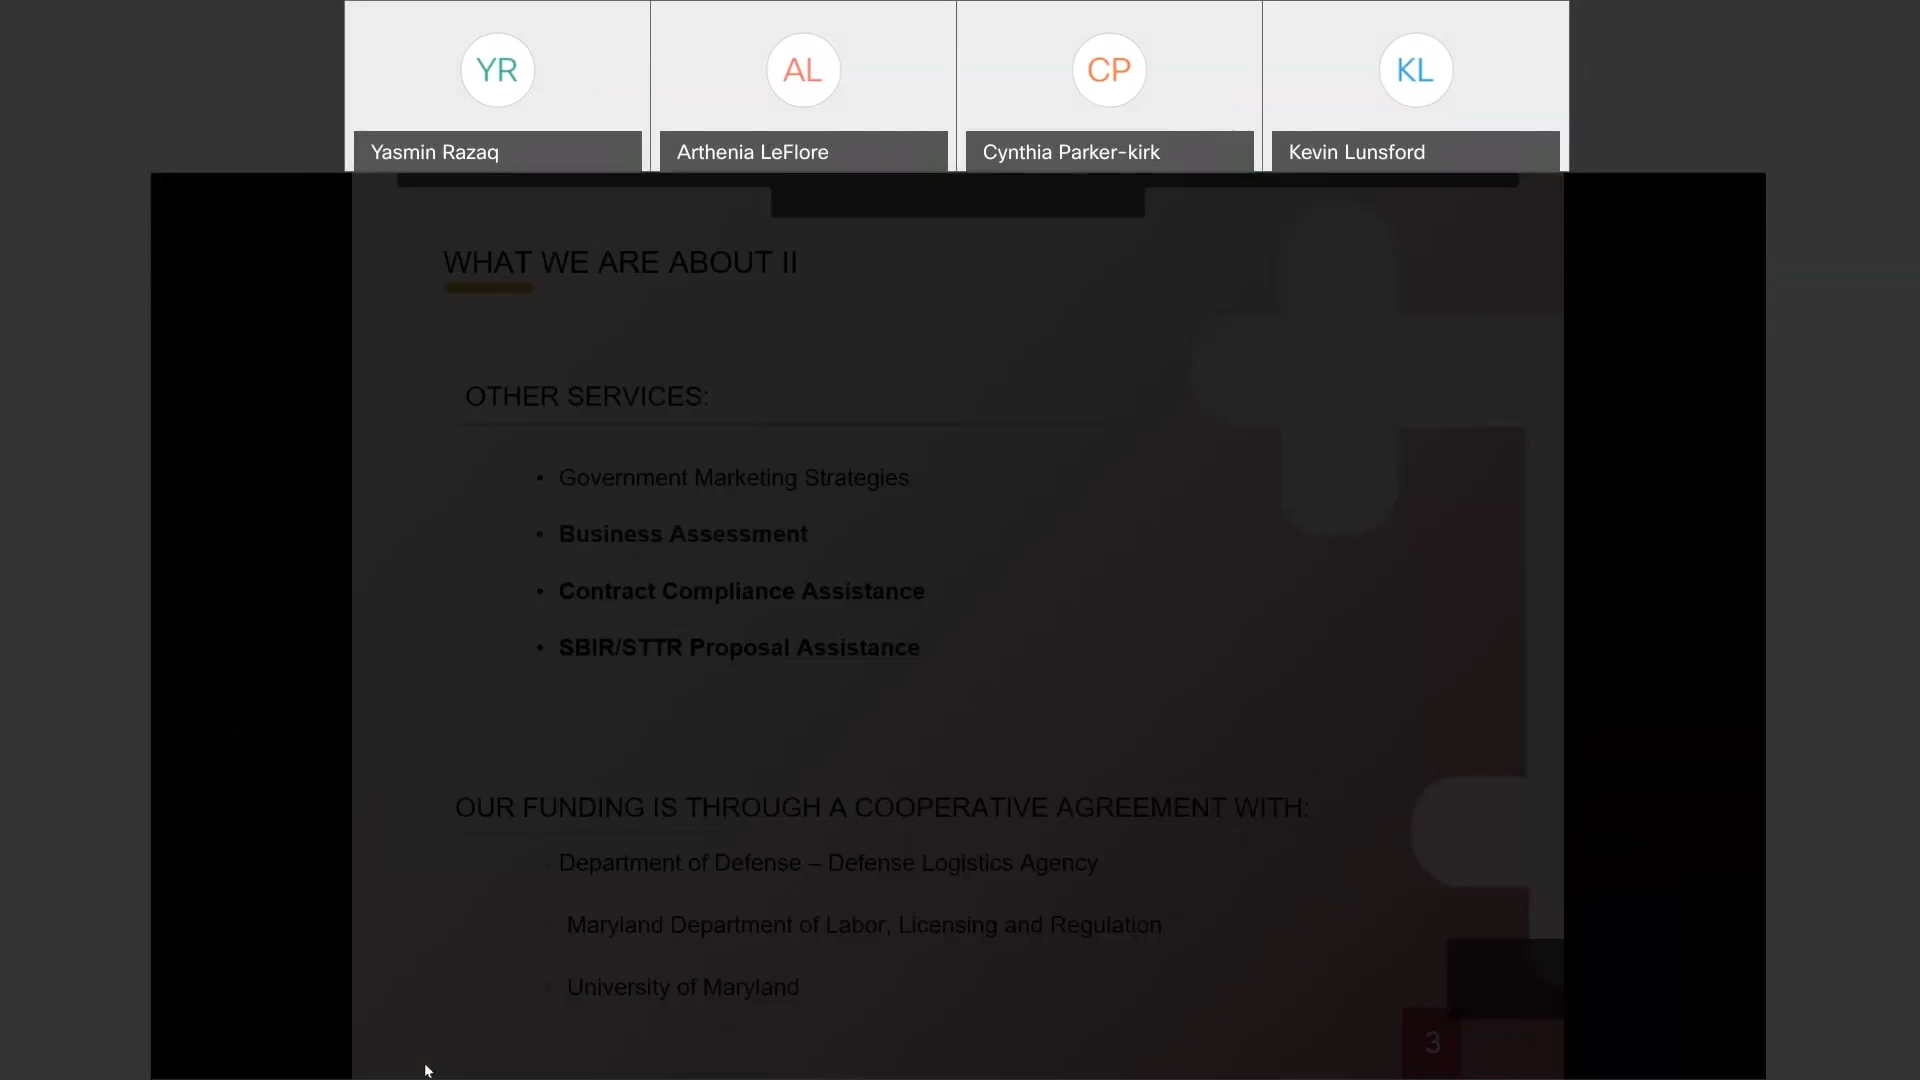 YR
AL
CP
KL
Yasmin Razaq
Arthenia LeFlore
Cynthia Parker-kirk
Kevin Lunsford
WHAT WE ARE ABOUT II
OTHER SERVICES:
• Government Marketing Strategies
• Business Assessment
• Contract Compliance Assistance
• SBIR/STTR Proposal Assistance
OUR FUNDING IS THROUGH A COOPERATIVE AGREEMENT WITH:
Department of Defense – Defense Logistics Agency
Maryland Department of Labor, Licensing and Regulation
University of Maryland
3